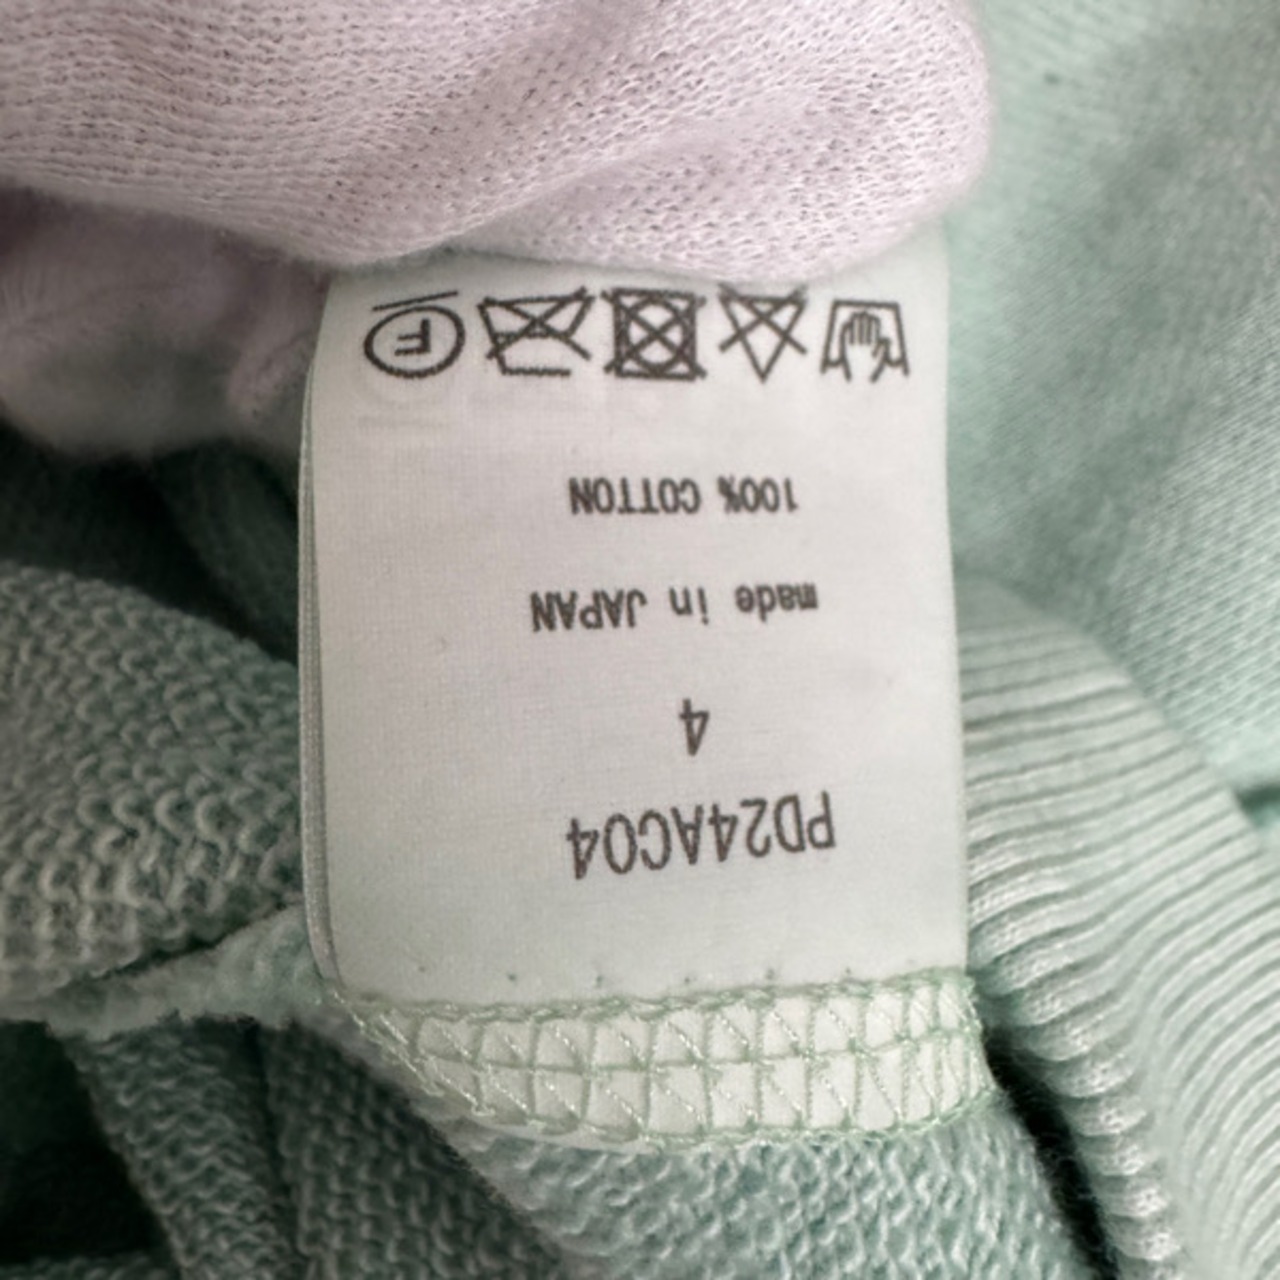 PD24AC04
4
made in JAPAN
100% COTTON
F